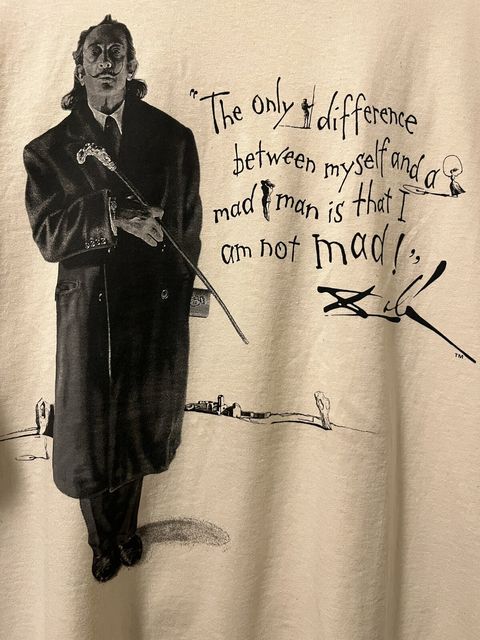 "The only difference
between myself and a
mad man is that I
am not mad!"
Dalí
TM